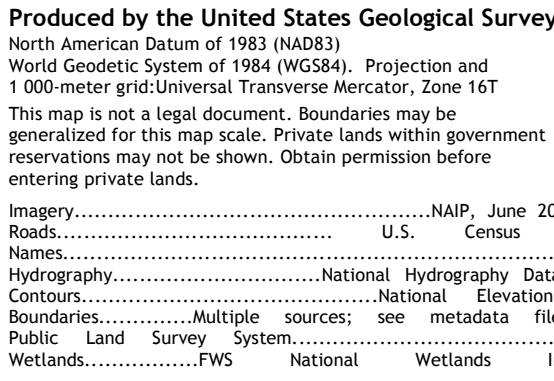 Produced by the United States Geological Survey
North American Datum of 1983 (NAD83)
World Geodetic System of 1984 (WGS84). Projection and
1 000-meter grid:Universal Transverse Mercator, Zone 16T
This map is not a legal document. Boundaries may be
generalized for this map scale. Private lands within government
reservations may not be shown. Obtain permission before
entering private lands.
Imagery....................................................NAIP, June 20
Roads.................................. U.S. Census
Names........................................................................
Hydrography..............................National Hydrography Data
Contours...........................................National Elevation
Boundaries.............Multiple sources; see metadata file
Public Land Survey System......................................
Wetlands................FWS National Wetlands